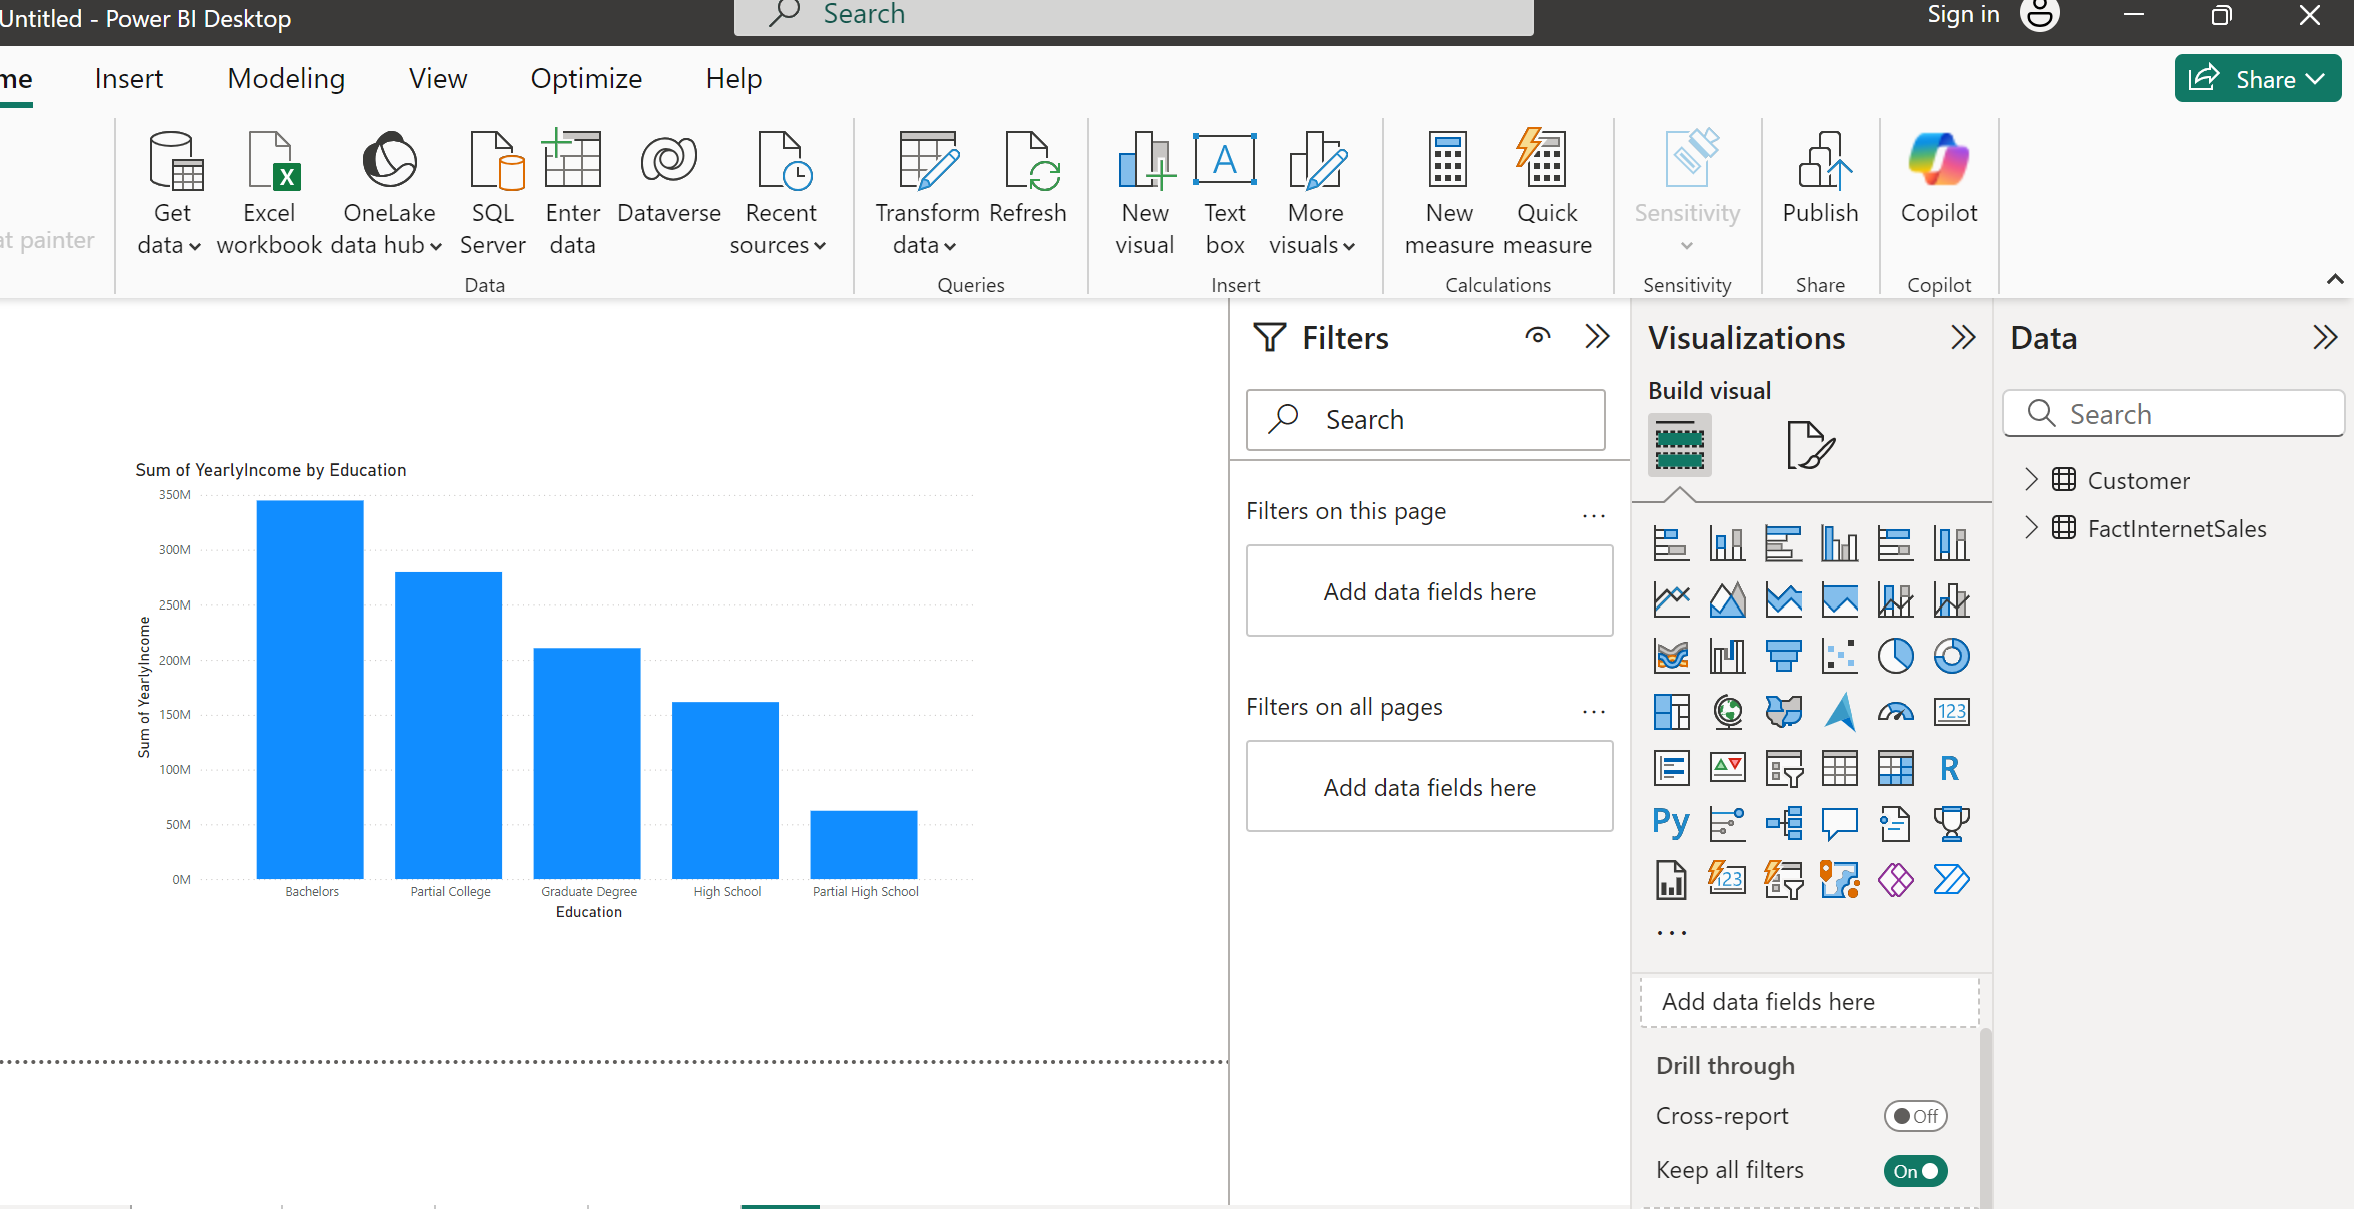 Untitled - Power BI Desktop
Search
Sign in
me
Insert
Modeling
View
Optimize
Help
Share
at painter
Get data
Excel workbook
OneLake data hub
SQL Server
Enter data
Dataverse
Recent sources
Data
Transform data
Refresh
Queries
New visual
Text box
More visuals
Insert
New measure
Quick measure
Calculations
Sensitivity
Sensitivity
Publish
Share
Copilot
Copilot
Sum of YearlyIncome by Education
350M
300M
250M
200M
150M
100M
50M
0M
Sum of YearlyIncome
Bachelors
Partial College
Graduate Degree
High School
Partial High School
Education
Filters
Search
Filters on this page
...
Add data fields here
Filters on all pages
...
Add data fields here
Visualizations
Build visual
123
R
Py
123
...
Add data fields here
Drill through
Cross-report
Off
Keep all filters
On
Data
Search
Customer
FactInternetSales